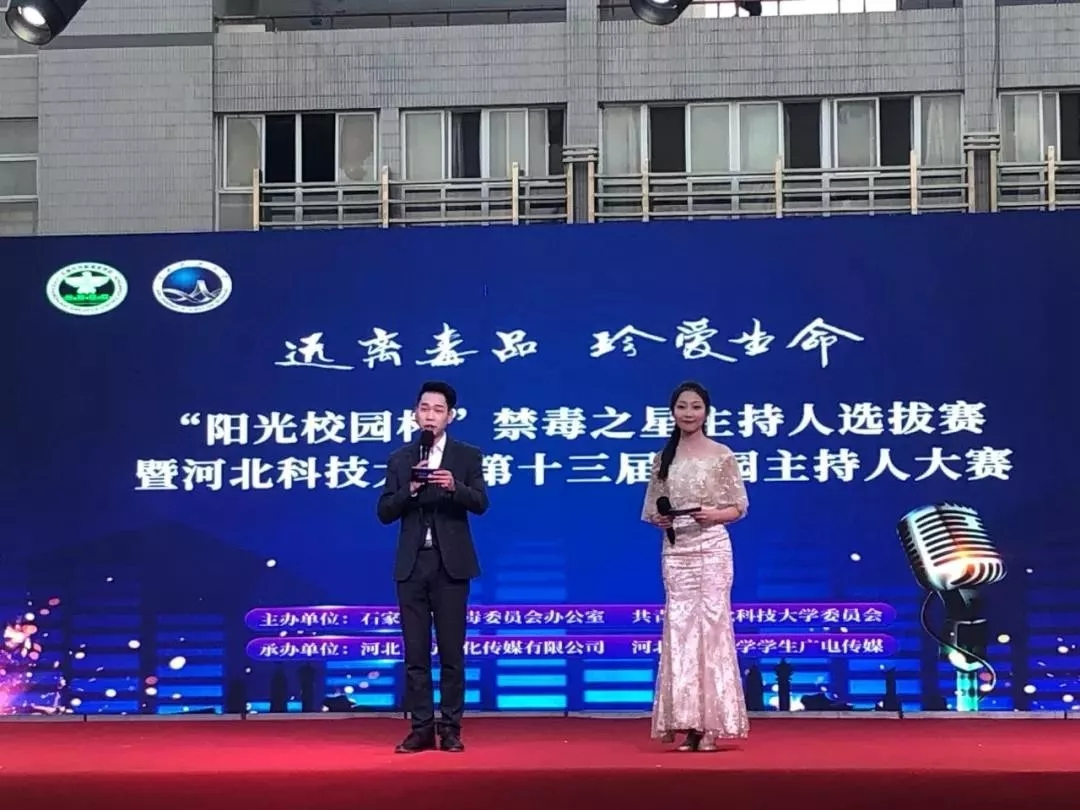 远离毒品 珍爱生命
“阳光校园杯”禁毒之星主持人选拔赛
暨河北科技大 第十三届 园主持人大赛
主办单位：石家 毒委员会办公室 共青 科技大学委员会
承办单位：河北 化传媒有限公司 河北 学学生广电传媒